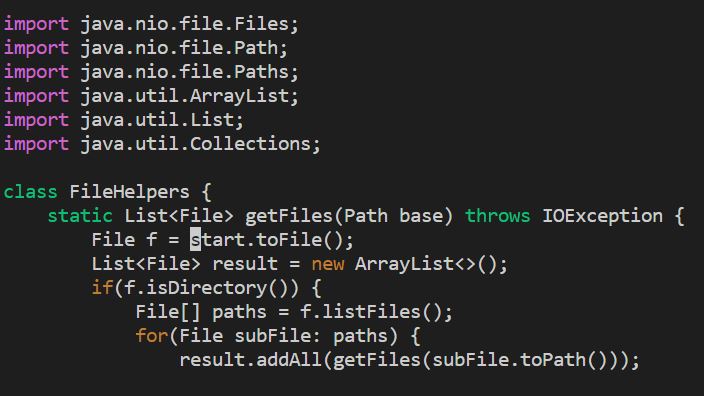 import java.nio.file.Files;
import java.nio.file.Path;
import java.nio.file.Paths;
import java.util.ArrayList;
import java.util.List;
import java.util.Collections;

class FileHelpers {
    static List<File> getFiles(Path base) throws IOException {
        File f = start.toFile();
        List<File> result = new ArrayList<>();
        if(f.isDirectory()) {
            File[] paths = f.listFiles();
            for(File subFile: paths) {
                result.addAll(getFiles(subFile.toPath()));